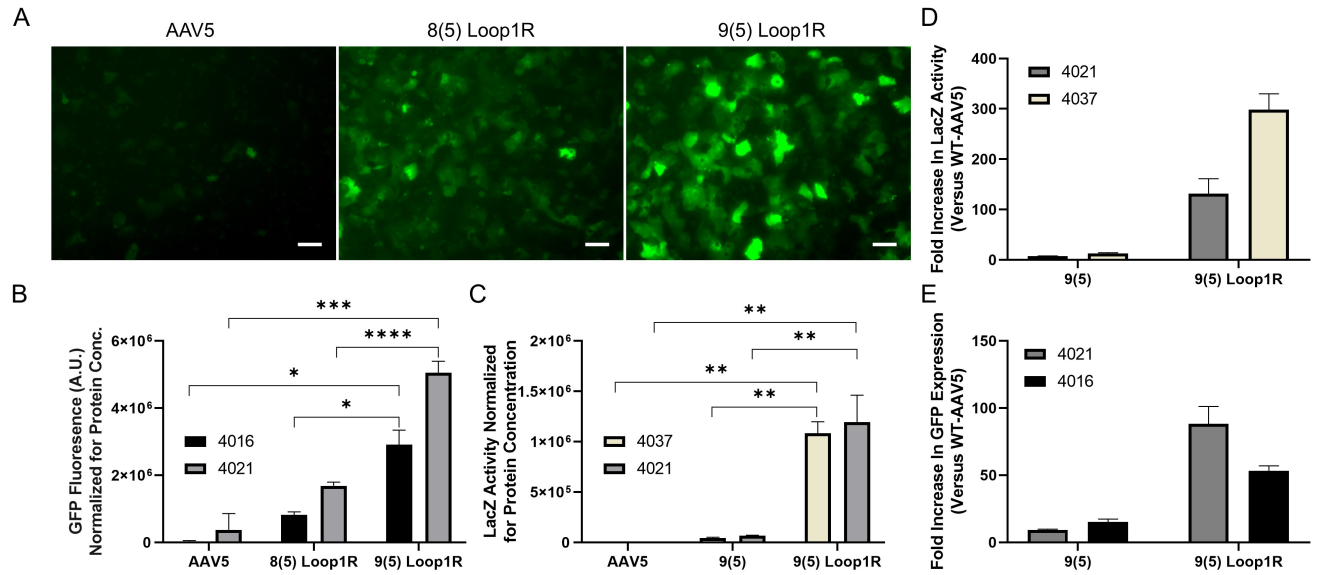 A
AAV5
8(5) Loop1R
9(5) Loop1R
B
GFP Fluoresence (A.U.)
Normalized for Protein Conc.
6×10⁶
4×10⁶
2×10⁶
0
***
****
*
*
4016
4021
AAV5
8(5) Loop1R
9(5) Loop1R
C
LacZ Activity Normalized
for Protein Concentration
2×10⁶
1.5×10⁶
1×10⁶
5×10⁵
0
**
**
**
**
4037
4021
AAV5
9(5)
9(5) Loop1R
D
Fold Increase In LacZ Activity
(Versus WT-AAV5)
400
300
200
100
0
4021
4037
9(5)
9(5) Loop1R
E
Fold Increase In GFP Expression
(Versus WT-AAV5)
150
100
50
0
4021
4016
9(5)
9(5) Loop1R